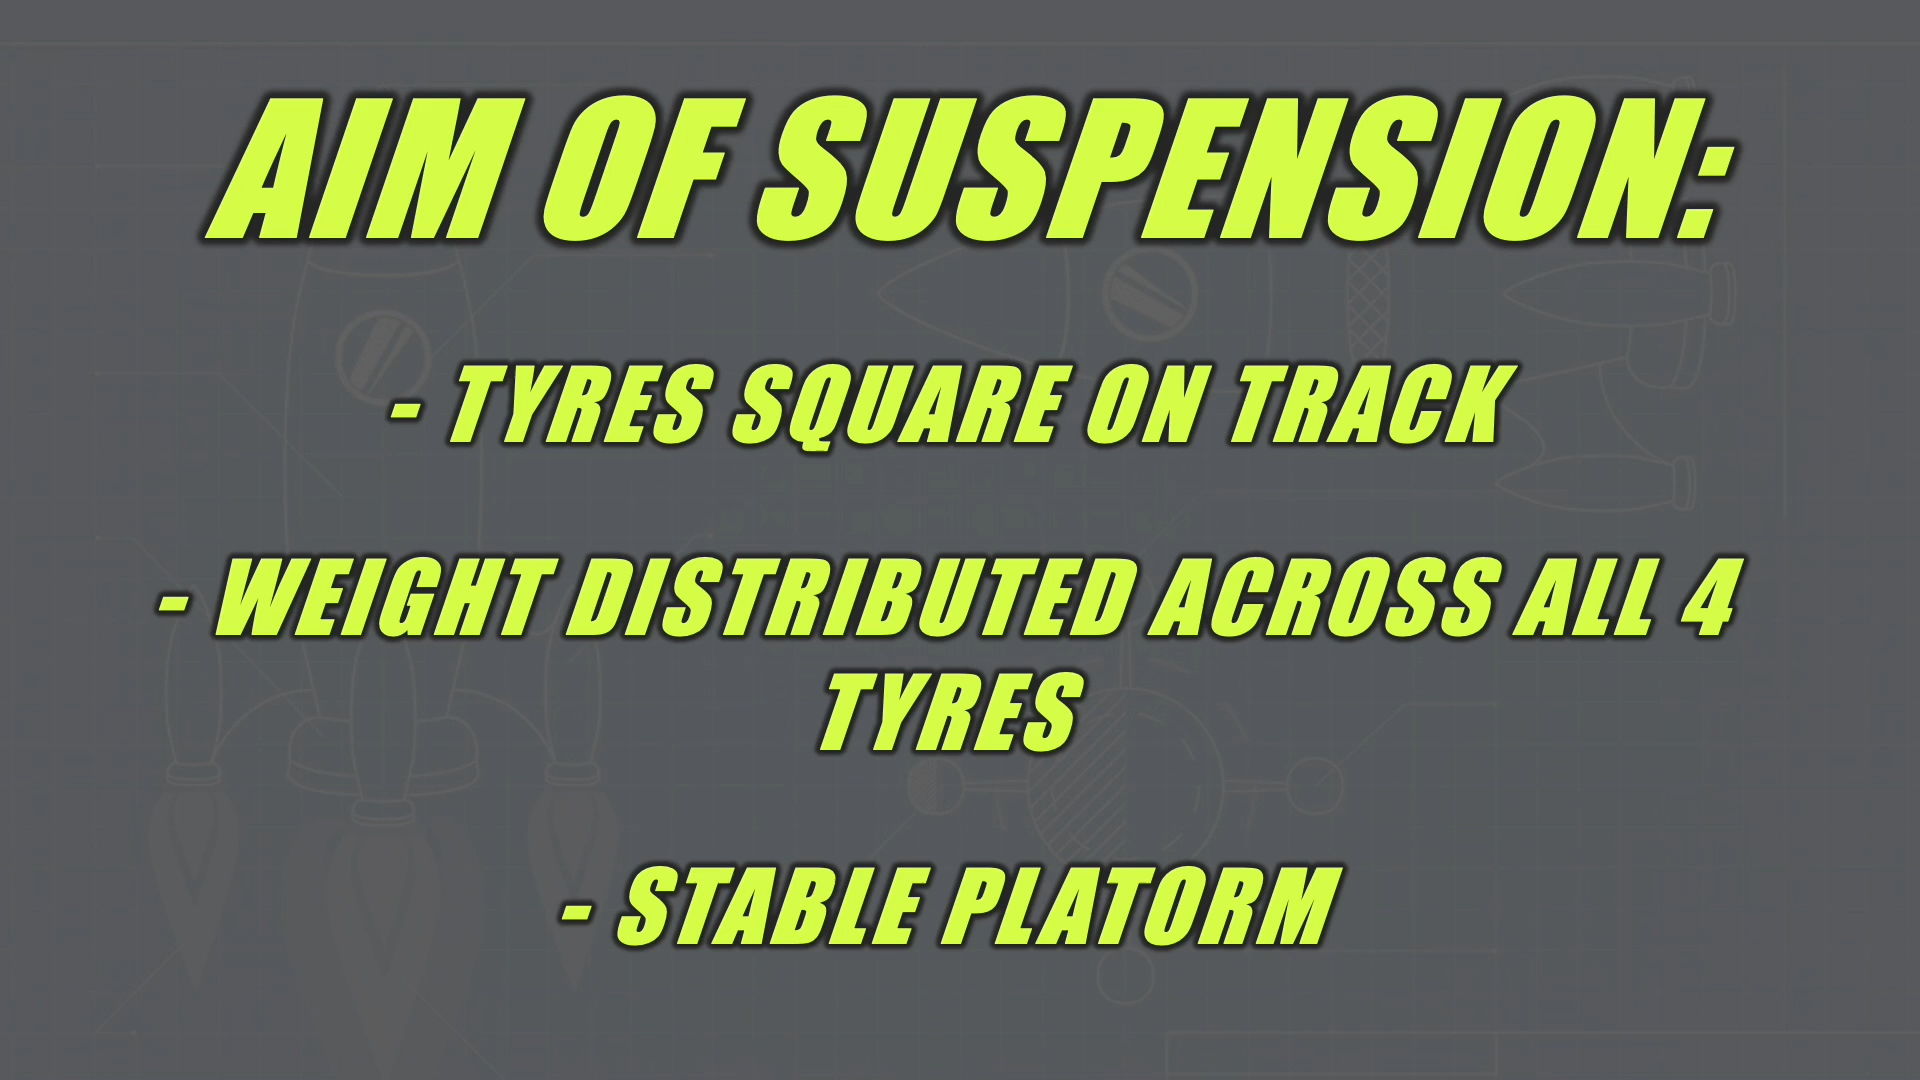 AIM OF SUSPENSION:
- TYRES SQUARE ON TRACK
- WEIGHT DISTRIBUTED ACROSS ALL 4
TYRES
- STABLE PLATORM